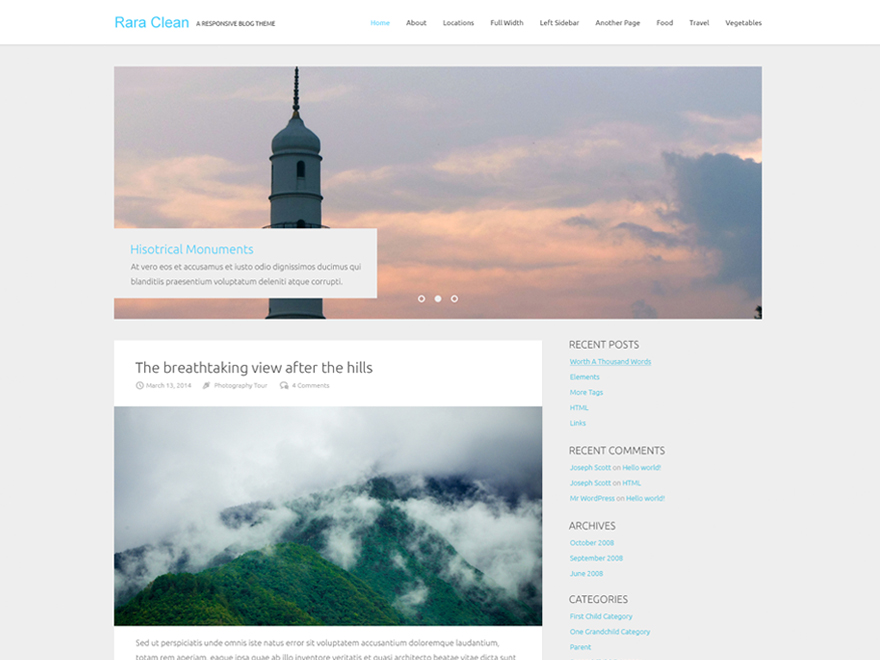 Rara Clean A RESPONSIVE BLOG THEME
Home About Locations Full Width Left Sidebar Another Page Food Travel Vegetables
Hisotrical Monuments
At vero eos et accusamus et iusto odio dignissimos ducimus qui
blanditiis praesentium voluptatum deleniti atque corrupti.
The breathtaking view after the hills
March 13, 2014 Photography Tour 4 Comments
Sed ut perspiciatis unde omnis iste natus error sit voluptatem accusantium doloremque laudantium,
totam rem aperiam, eaque ipsa quae ab illo inventore veritatis et quasi architecto beatae vitae dicta sunt
RECENT POSTS
Worth A Thousand Words
Elements
More Tags
HTML
Links
RECENT COMMENTS
Joseph Scott on Hello world!
Joseph Scott on HTML
Mr WordPress on Hello world!
ARCHIVES
October 2008
September 2008
June 2008
CATEGORIES
First Child Category
One Grandchild Category
Parent